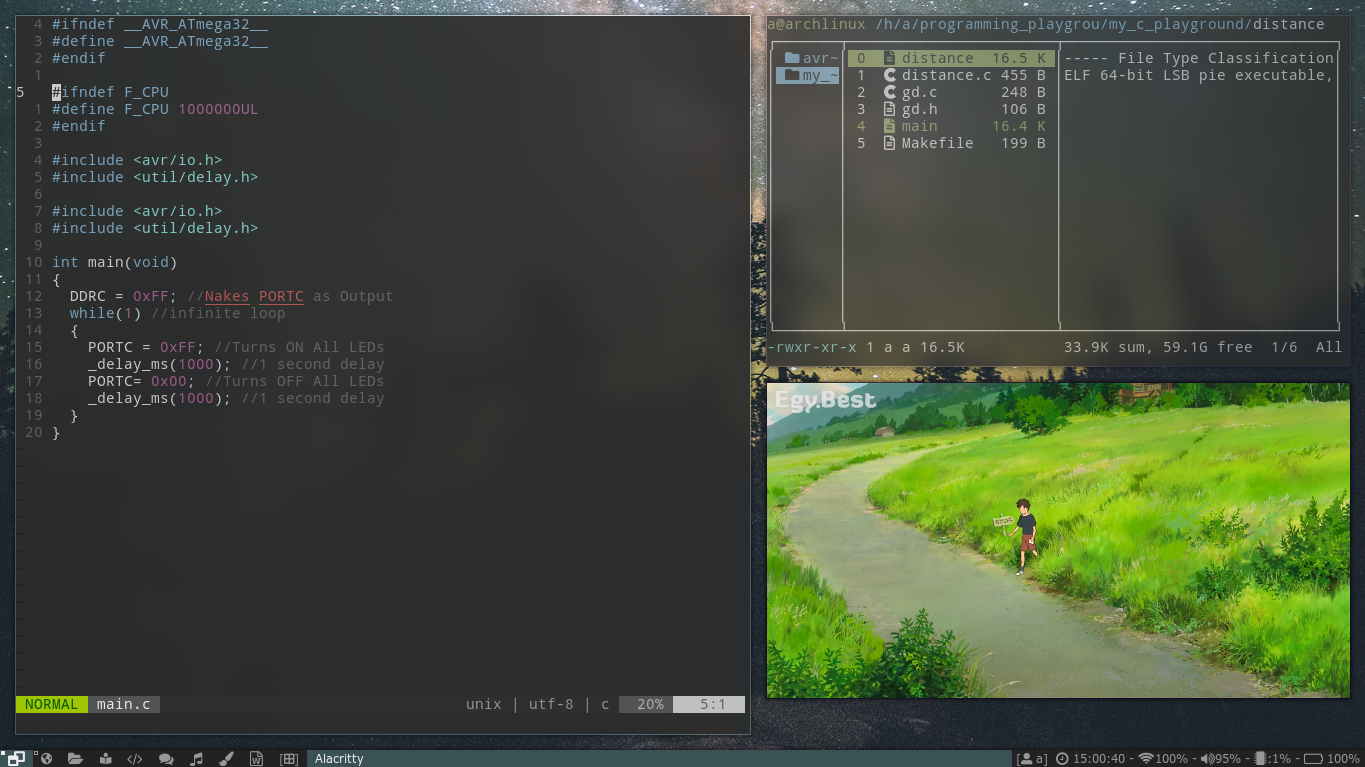 4 #ifndef __AVR_ATmega32__
3 #define __AVR_ATmega32__
2 #endif
1
5 #ifndef F_CPU
1 #define F_CPU 1000000UL
2 #endif
3
4 #include <avr/io.h>
5 #include <util/delay.h>
6
7 #include <avr/io.h>
8 #include <util/delay.h>
9
10 int main(void)
11 {
12 DDRC = 0xFF; //Nakes PORTC as Output
13 while(1) //infinite loop
14 {
15 PORTC = 0xFF; //Turns ON All LEDs
16 _delay_ms(1000); //1 second delay
17 PORTC= 0x00; //Turns OFF All LEDs
18 _delay_ms(1000); //1 second delay
19 }
20 }
NORMAL main.c unix | utf-8 | c 20% 5:1
a@archlinux /h/a/programming_playgrou/my_c_playground/distance
avr~
my_~
0 distance 16.5 K
1 distance.c 455 B
2 gd.c 248 B
3 gd.h 106 B
4 main 16.4 K
5 Makefile 199 B
----- File Type Classification
ELF 64-bit LSB pie executable,
-rwxr-xr-x 1 a a 16.5K 33.9K sum, 59.1G free 1/6 All
Egy.Best
Alacritty
[ a] 15:00:40 - 100% - 95% - :1% - 100%